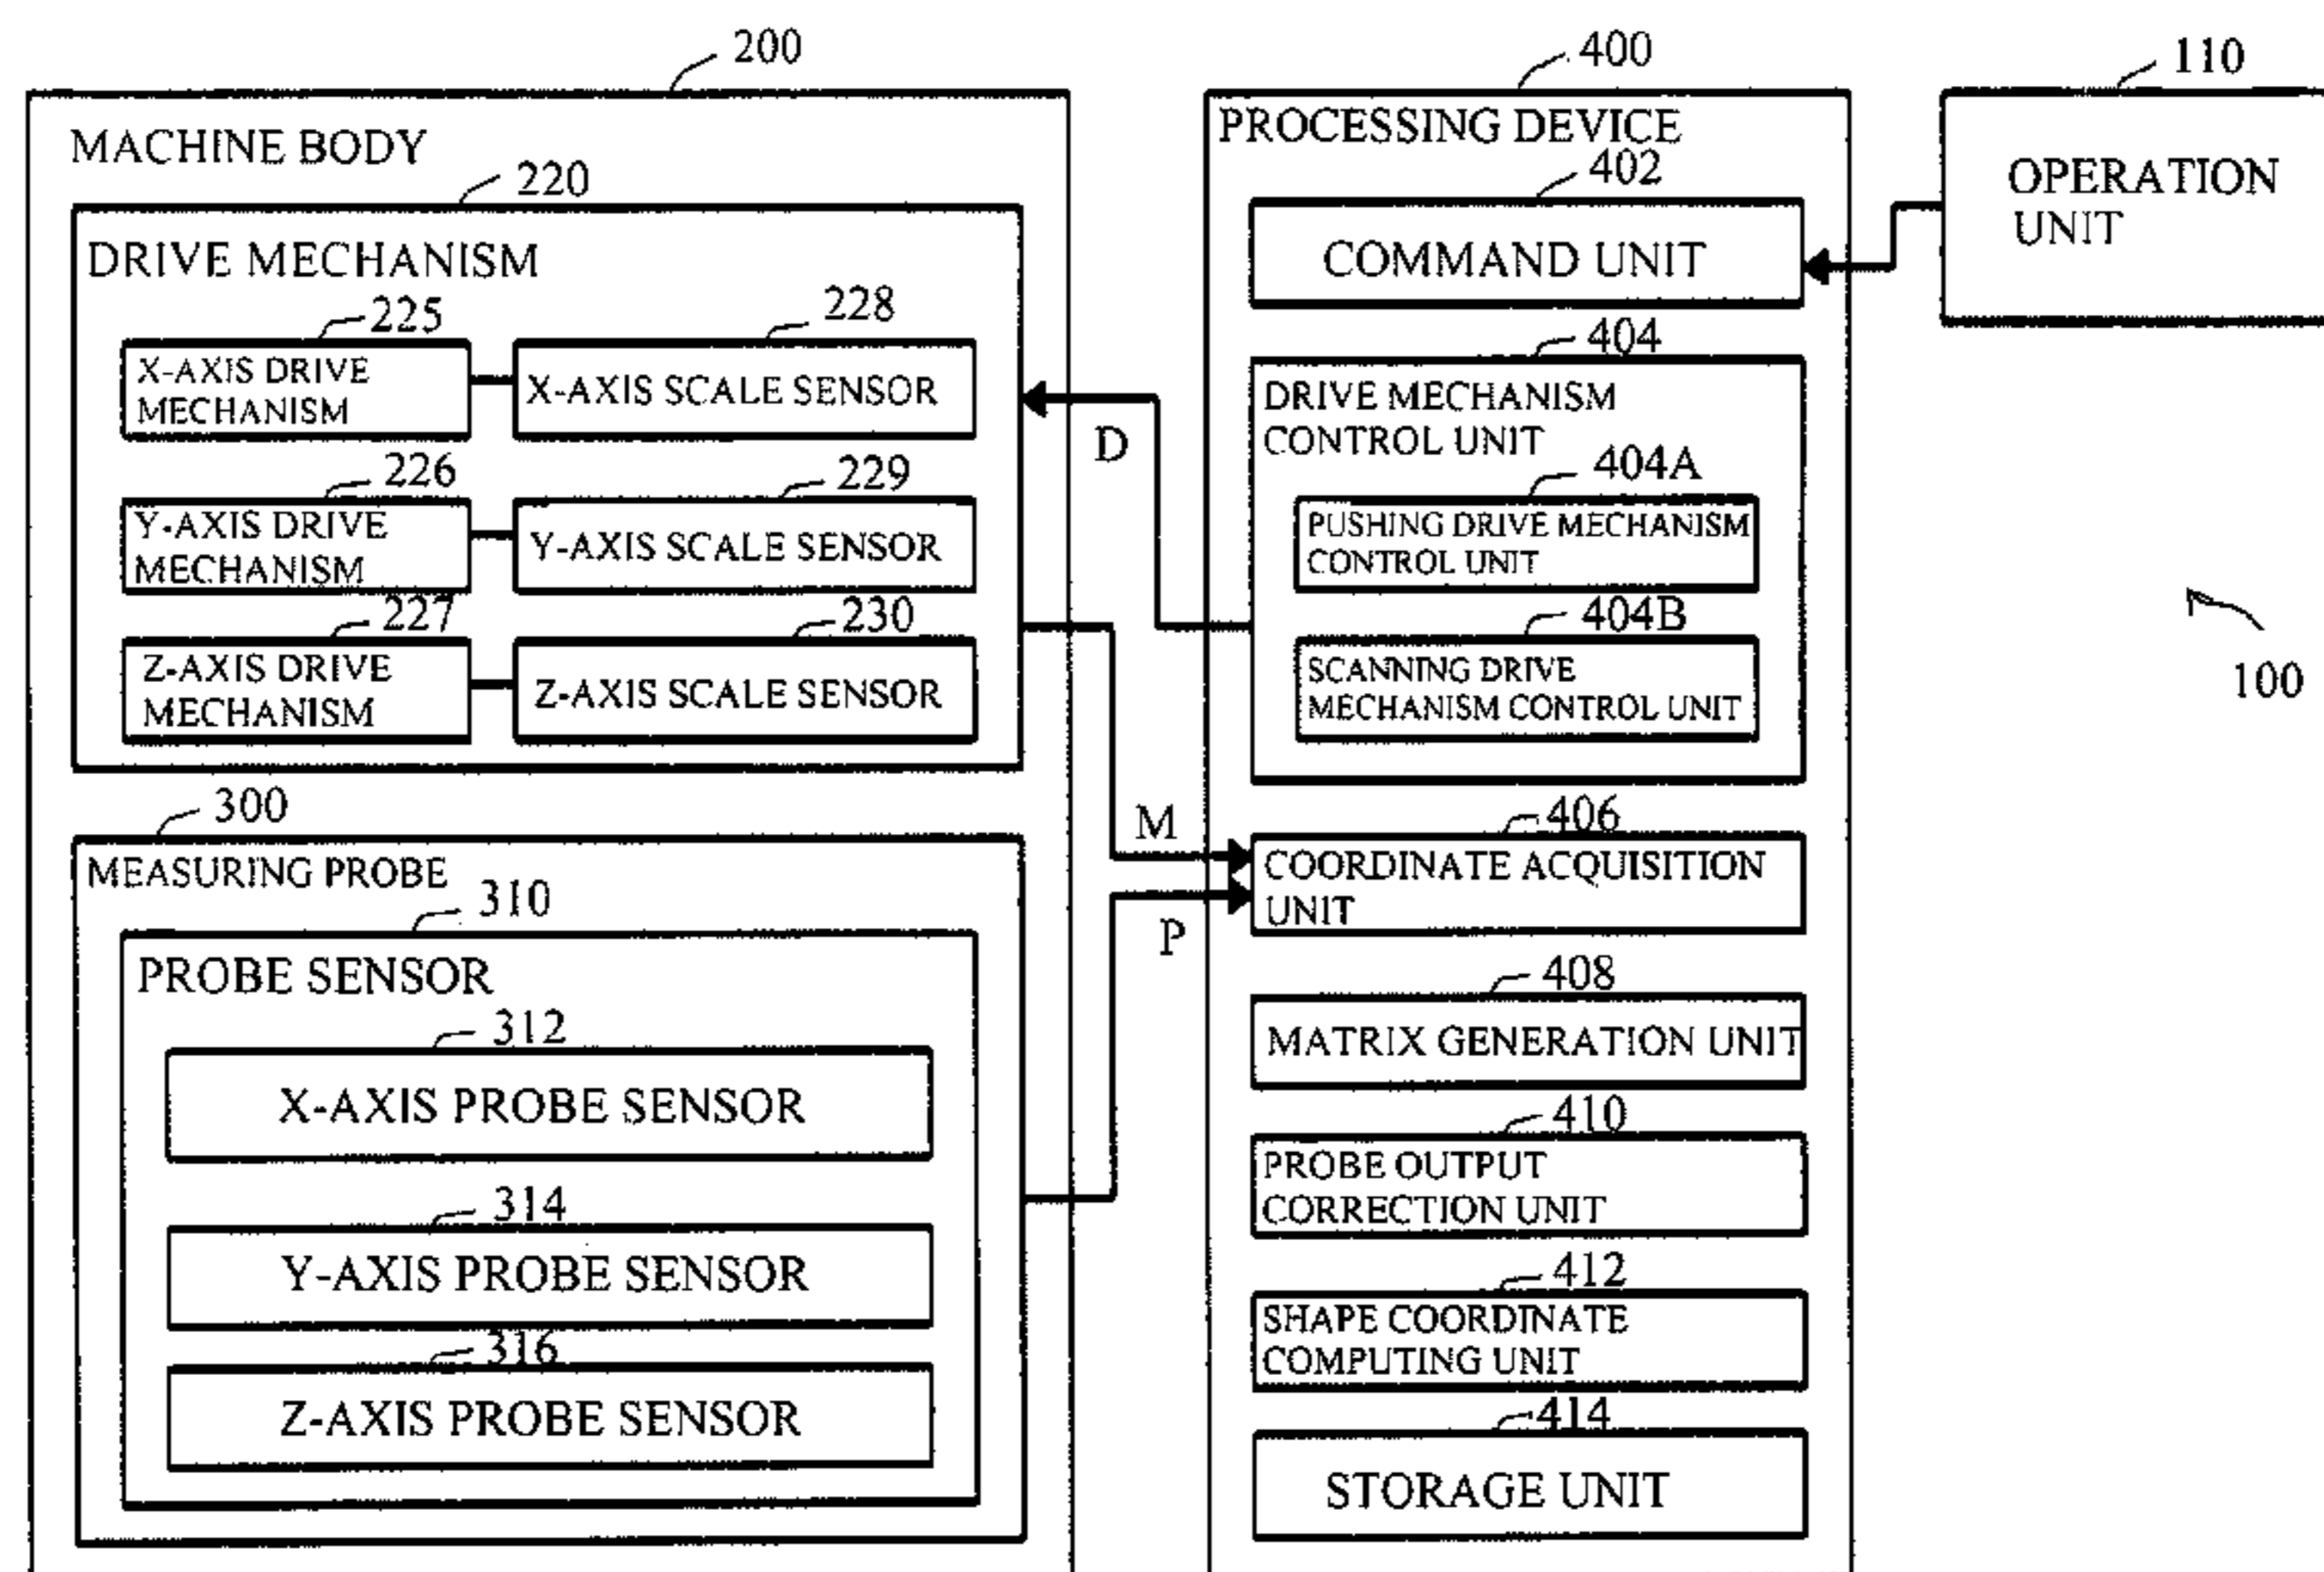 200
MACHINE BODY
220
DRIVE MECHANISM
225
X-AXIS DRIVE
MECHANISM
228
X-AXIS SCALE SENSOR
226
Y-AXIS DRIVE
MECHANISM
229
Y-AXIS SCALE SENSOR
227
Z-AXIS DRIVE
MECHANISM
230
Z-AXIS SCALE SENSOR
300
MEASURING PROBE
310
PROBE SENSOR
312
X-AXIS PROBE SENSOR
314
Y-AXIS PROBE SENSOR
316
Z-AXIS PROBE SENSOR
D
M
P
400
PROCESSING DEVICE
402
COMMAND UNIT
404
DRIVE MECHANISM
CONTROL UNIT
404A
PUSHING DRIVE MECHANISM
CONTROL UNIT
404B
SCANNING DRIVE
MECHANISM CONTROL UNIT
406
COORDINATE ACQUISITION
UNIT
408
MATRIX GENERATION UNIT
410
PROBE OUTPUT
CORRECTION UNIT
412
SHAPE COORDINATE
COMPUTING UNIT
414
STORAGE UNIT
110
OPERATION
UNIT
100